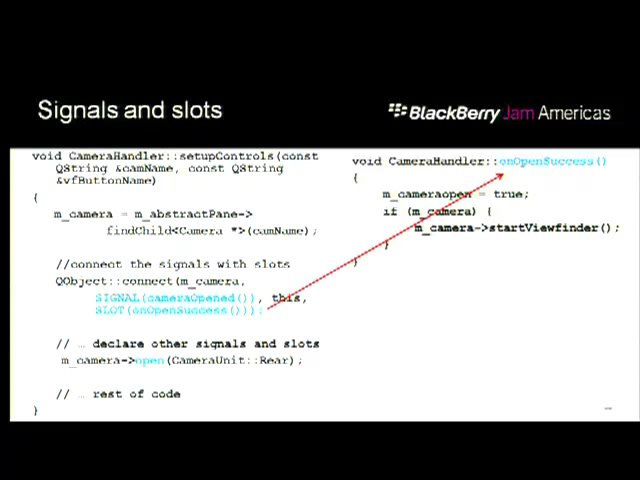 Signals and slots
BlackBerry Jam Americas
void CameraHandler::setupControls(const
QString &camName, const QString
&vfButtonName)
{
m_camera = m_abstractPane->
findChild<Camera *>(camName);
//connect the signals with slots
QObject::connect(m_camera,
SIGNAL(cameraOpened()), this,
SLOT(onOpenSuccess()));
// … declare other signals and slots
m_camera->open(CameraUnit::Rear);
// … rest of code
}
void CameraHandler::onOpenSuccess()
{
m_cameraopen = true;
if (m_camera) {
m_camera->startViewfinder();
}
}